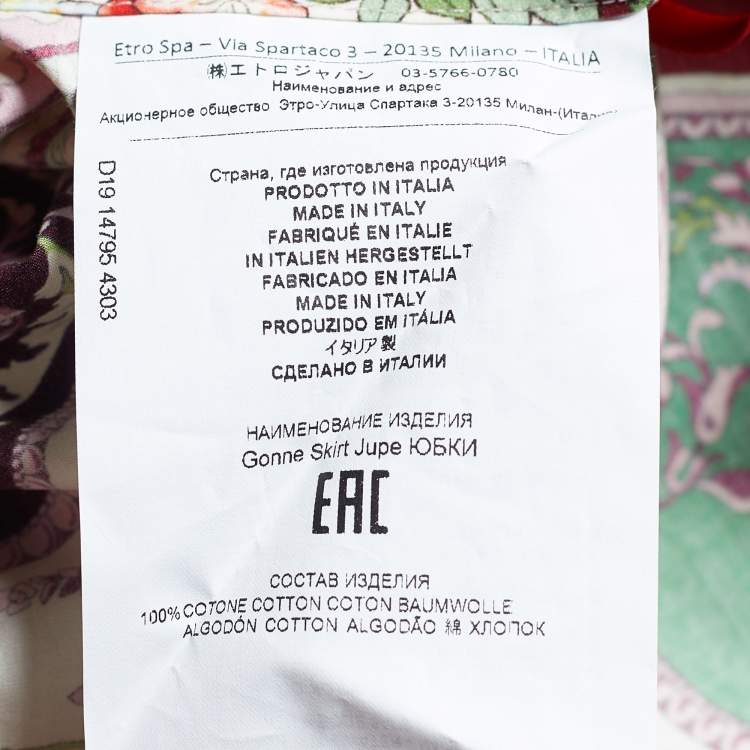 Etro Spa – Via Spartaco 3 – 20135 Milano – ITALIA
㈱エトロジャパン 03-5766-0780
Наименование и адрес
Акционерное общество Этро-Улица Спартака 3-20135 Милан-
Страна, где изготовлена продукция
PRODOTTO IN ITALIA
MADE IN ITALY
FABRIQUÉ EN ITALIE
IN ITALIEN HERGESTELLT
FABRICADO EN ITALIA
MADE IN ITALY
PRODUZIDO EM ITÁLIA
イタリア製
СДЕЛАНО В ИТАЛИИ
D19 14795 4303
НАИМЕНОВАНИЕ ИЗДЕЛИЯ
Gonne Skirt Jupe ЮБКИ
EAC
СОСТАВ ИЗДЕЛИЯ
100% COTONE COTTON COTON BAUMWOLLE
ALGODÓN COTTON ALGODÃO 綿 ХЛОПОК